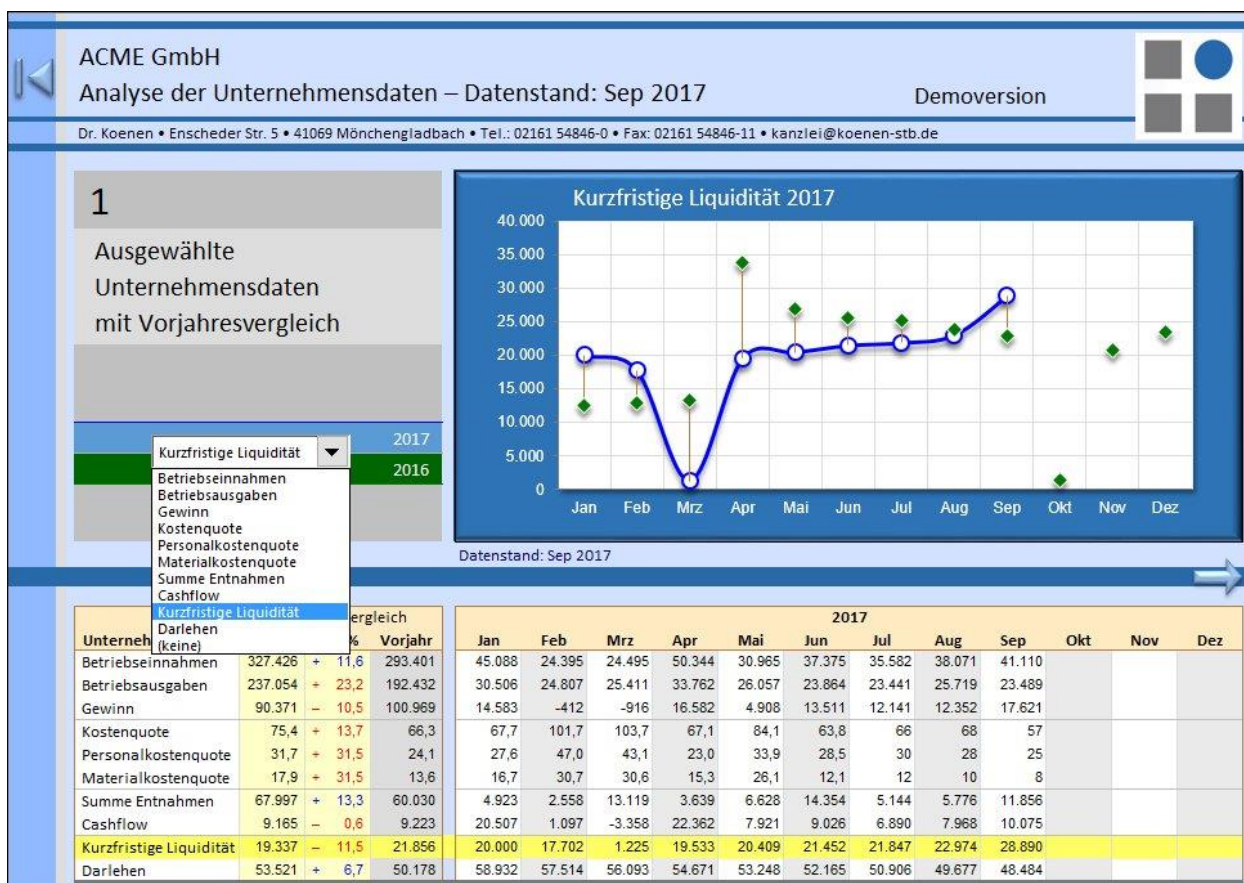 ACME GmbH
Analyse der Unternehmensdaten – Datenstand: Sep 2017
Demoversion
Dr. Koenen • Enscheder Str. 5 • 41069 Mönchengladbach • Tel.: 02161 54846-0 • Fax: 02161 54846-11 • kanzlei@koenen-stb.de
1
Ausgewählte
Unternehmensdaten
mit Vorjahresvergleich
2017
2016
Kurzfristige Liquidität
Betriebseinnahmen
Betriebsausgaben
Gewinn
Kostenquote
Personalkostenquote
Materialkostenquote
Summe Entnahmen
Cashflow
Kurzfristige Liquidität
Darlehen
(keine)
Kurzfristige Liquidität 2017
40.000
35.000
30.000
25.000
20.000
15.000
10.000
5.000
0
Jan Feb Mrz Apr Mai Jun Jul Aug Sep Okt Nov Dez
Datenstand: Sep 2017
ergleich 2017
Unterneh % Vorjahr Jan Feb Mrz Apr Mai Jun Jul Aug Sep Okt Nov Dez
Betriebseinnahmen 327.426 + 11,6 293.401 45.088 24.395 24.495 50.344 30.965 37.375 35.582 38.071 41.110
Betriebsausgaben 237.054 + 23,2 192.432 30.506 24.807 25.411 33.762 26.057 23.864 23.441 25.719 23.489
Gewinn 90.371 – 10,5 100.969 14.583 -412 -916 16.582 4.908 13.511 12.141 12.352 17.621
Kostenquote 75,4 + 13,7 66,3 67,7 101,7 103,7 67,1 84,1 63,8 66 68 57
Personalkostenquote 31,7 + 31,5 24,1 27,6 47,0 43,1 23,0 33,9 28,5 30 28 25
Materialkostenquote 17,9 + 31,5 13,6 16,7 30,7 30,6 15,3 26,1 12,1 12 10 8
Summe Entnahmen 67.997 + 13,3 60.030 4.923 2.558 13.119 3.639 6.628 14.354 5.144 5.776 11.856
Cashflow 9.165 – 0,6 9.223 20.507 1.097 -3.358 22.362 7.921 9.026 6.890 7.968 10.075
Kurzfristige Liquidität 19.337 – 11,5 21.856 20.000 17.702 1.225 19.533 20.409 21.452 21.847 22.974 28.890
Darlehen 53.521 + 6,7 50.178 58.932 57.514 56.093 54.671 53.248 52.165 50.906 49.677 48.484